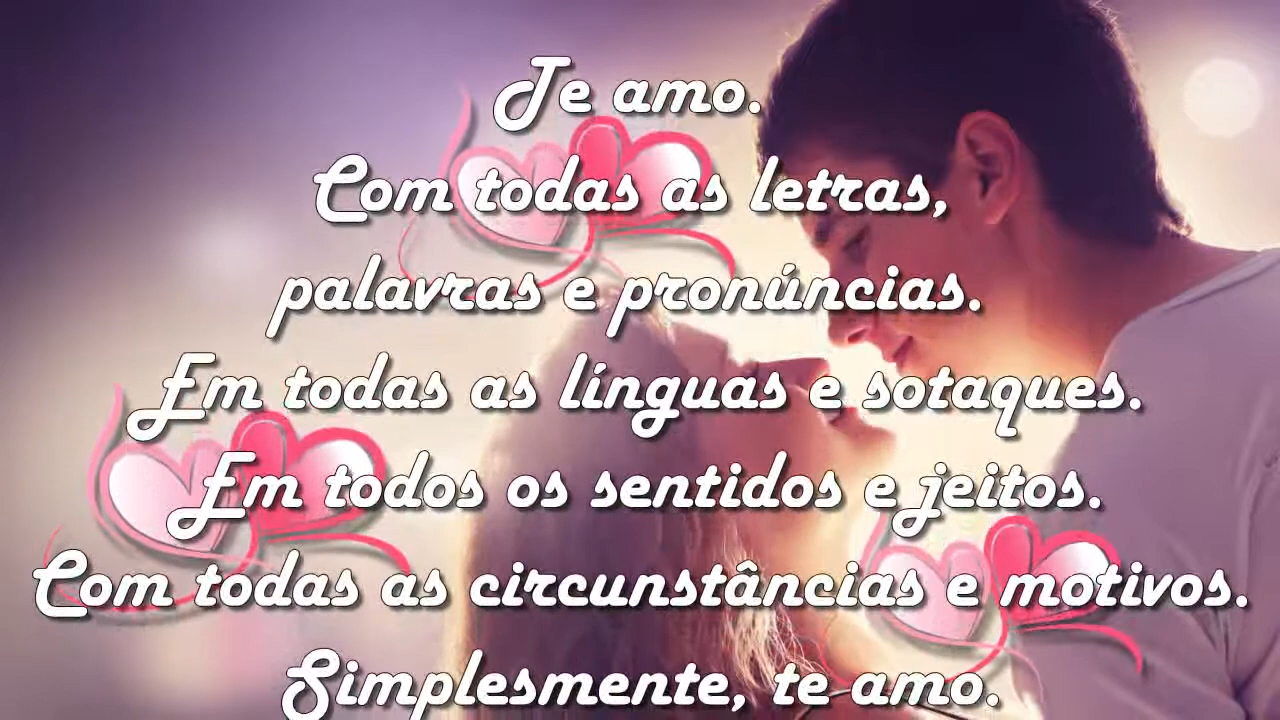 Te amo.
Com todas as letras,
palavras e pronúncias.
Em todas as línguas e sotaques.
Em todos os sentidos e jeitos.
Com todas as circunstâncias e motivos.
Simplesmente, te amo.